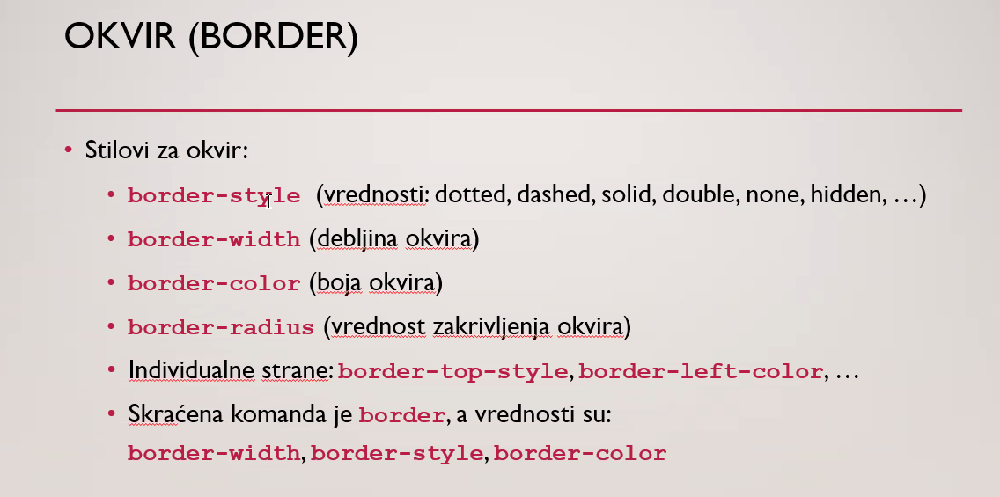 OKVIR (BORDER)
• Stilovi za okvir:
• border-style (vrednosti: dotted, dashed, solid, double, none, hidden, …)
• border-width (debljina okvira)
• border-color (boja okvira)
• border-radius (vrednost zakrivljenja okvira)
• Individualne strane: border-top-style, border-left-color, …
• Skraćena komanda je border, a vrednosti su:
border-width, border-style, border-color